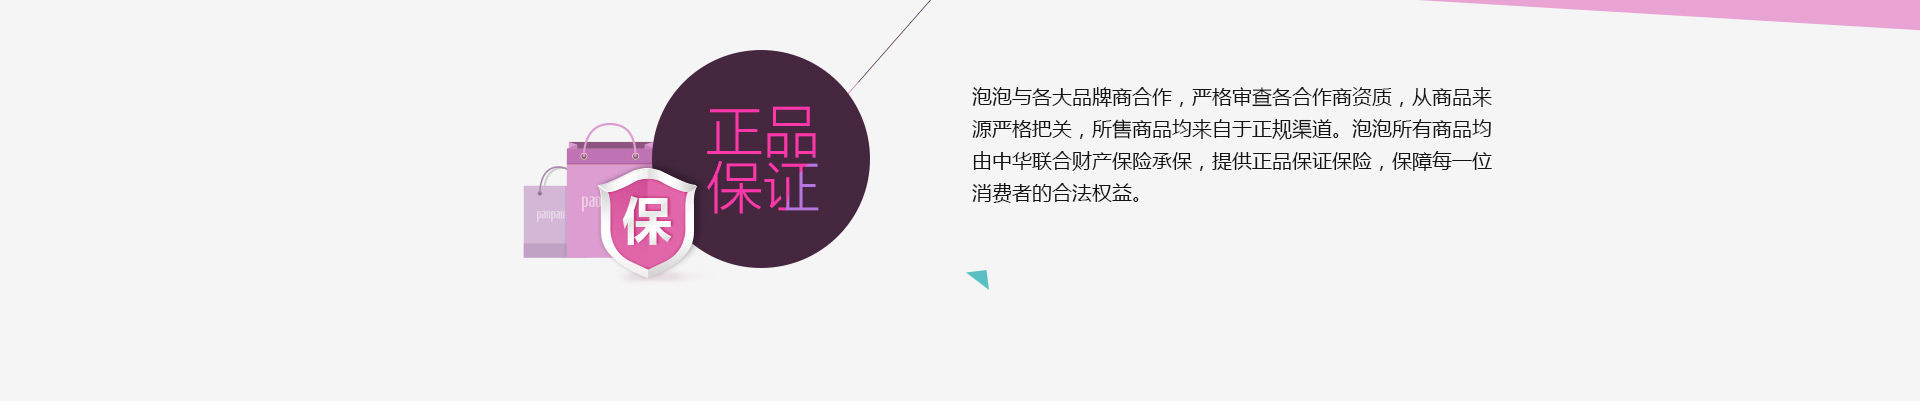 正品
保证
保
paopao
泡泡与各大品牌商合作，严格审查各合作商资质，从商品来
源严格把关，所售商品均来自于正规渠道。泡泡所有商品均
由中华联合财产保险承保，提供正品保证保险，保障每一位
消费者的合法权益。